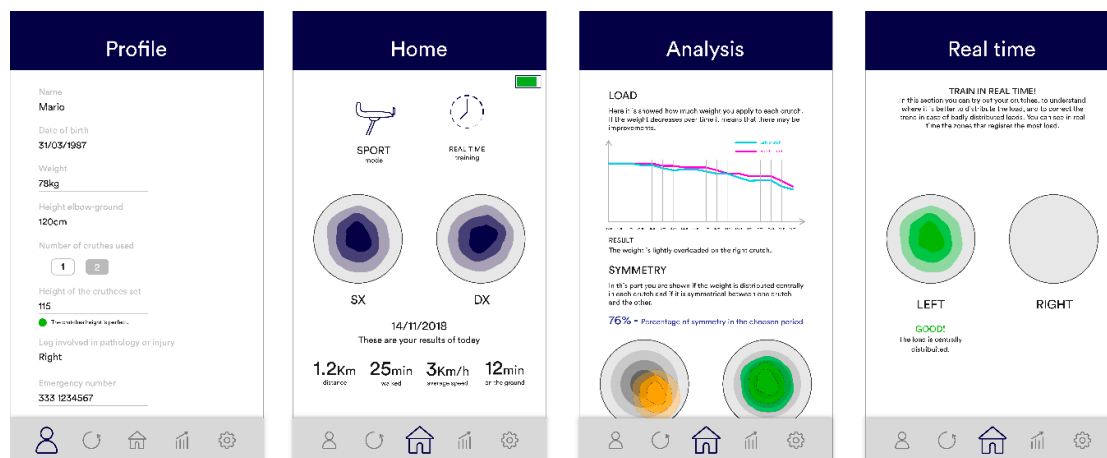 Profile
Name
Mario
Date of birth
31/03/1987
Weight
78kg
Height elbow-ground
120cm
Number of cruthes used
1 2
Height of the cruthces set
115
The crutches height is perfect.
Leg involved in pathology or injury
Right
Emergency number
333 1234567
Home
SPORT
mode
REAL TIME
training
SX DX
14/11/2018
These are your results of today
1.2Km 25min 3Km/h 12min
distance walked average speed on the ground
Analysis
LOAD
Here it's showed how much weight you apply to each crutch.
If the weight decreases over time it means that there may be
improvements.
RESULT
The weight is lightly overloaded on the right crutch.
SYMMETRY
In this part you are shown if the weight is distributed centrally
in each crutch and if it is symmetrical between one crutch
and the other.
76% - Percentage of symmetry in the choosen period
Real time
TRAIN IN REAL TIME!
In this section you can try out your crutches, to understand
where it's better to distribute the load, and to correct the
trend in case of badly distributed loads. You can see in real
time the zones that register the most load.
LEFT RIGHT
GOOD!
The load is centrally
distribuited.